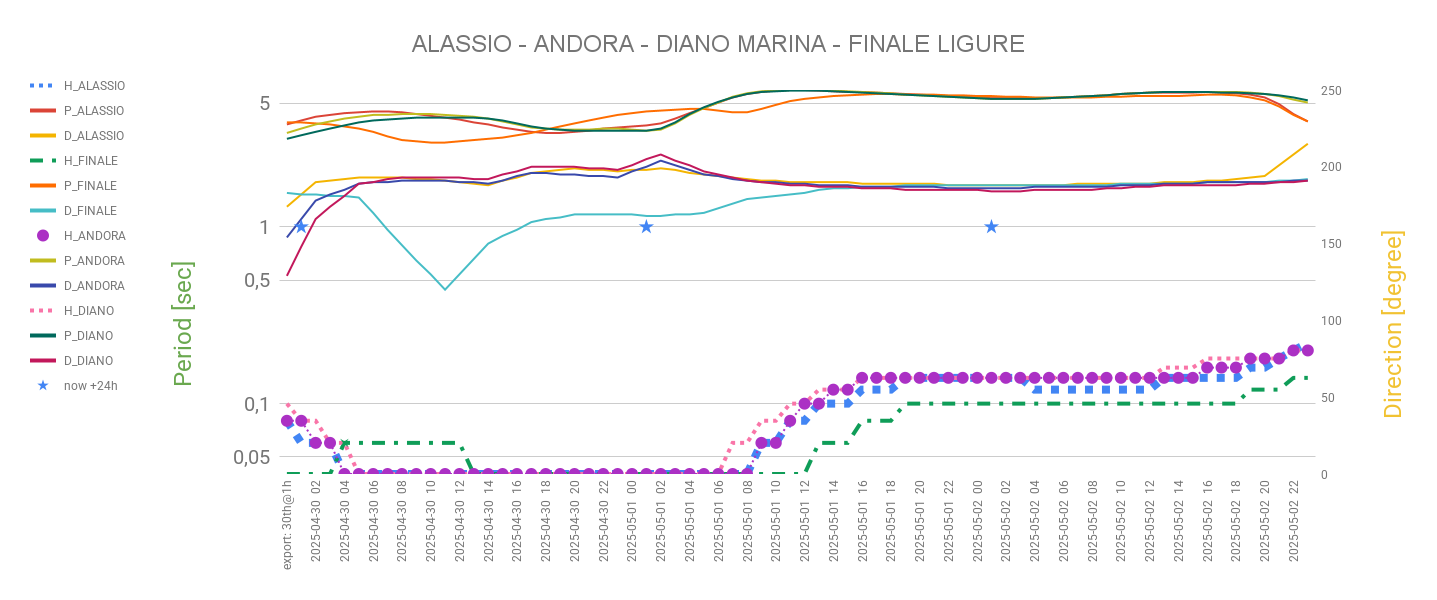 ALASSIO - ANDORA - DIANO MARINA - FINALE LIGURE
H_ALASSIO
P_ALASSIO
D_ALASSIO
H_FINALE
P_FINALE
D_FINALE
H_ANDORA
P_ANDORA
D_ANDORA
H_DIANO
P_DIANO
D_DIANO
now +24h
Period [sec]
5
1
0,5
0,1
0,05
250
200
150
100
50
0
Direction [degree]
export: 30th@1h
2025-04-30 02
2025-04-30 04
2025-04-30 06
2025-04-30 08
2025-04-30 10
2025-04-30 12
2025-04-30 14
2025-04-30 16
2025-04-30 18
2025-04-30 20
2025-04-30 22
2025-05-01 00
2025-05-01 02
2025-05-01 04
2025-05-01 06
2025-05-01 08
2025-05-01 10
2025-05-01 12
2025-05-01 14
2025-05-01 16
2025-05-01 18
2025-05-01 20
2025-05-01 22
2025-05-02 00
2025-05-02 02
2025-05-02 04
2025-05-02 06
2025-05-02 08
2025-05-02 10
2025-05-02 12
2025-05-02 14
2025-05-02 16
2025-05-02 18
2025-05-02 20
2025-05-02 22